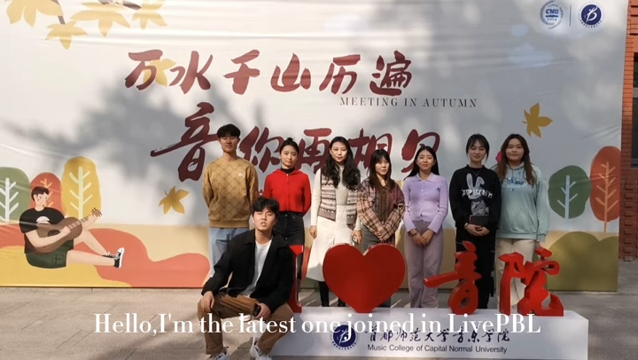 万水千山历遍
MEETING IN AUTUMN
音你再相见
I ❤ 音院
Hello,I'm the latest one joined in LivePBL
首都师范大学音乐学院
Music College of Capital Normal University